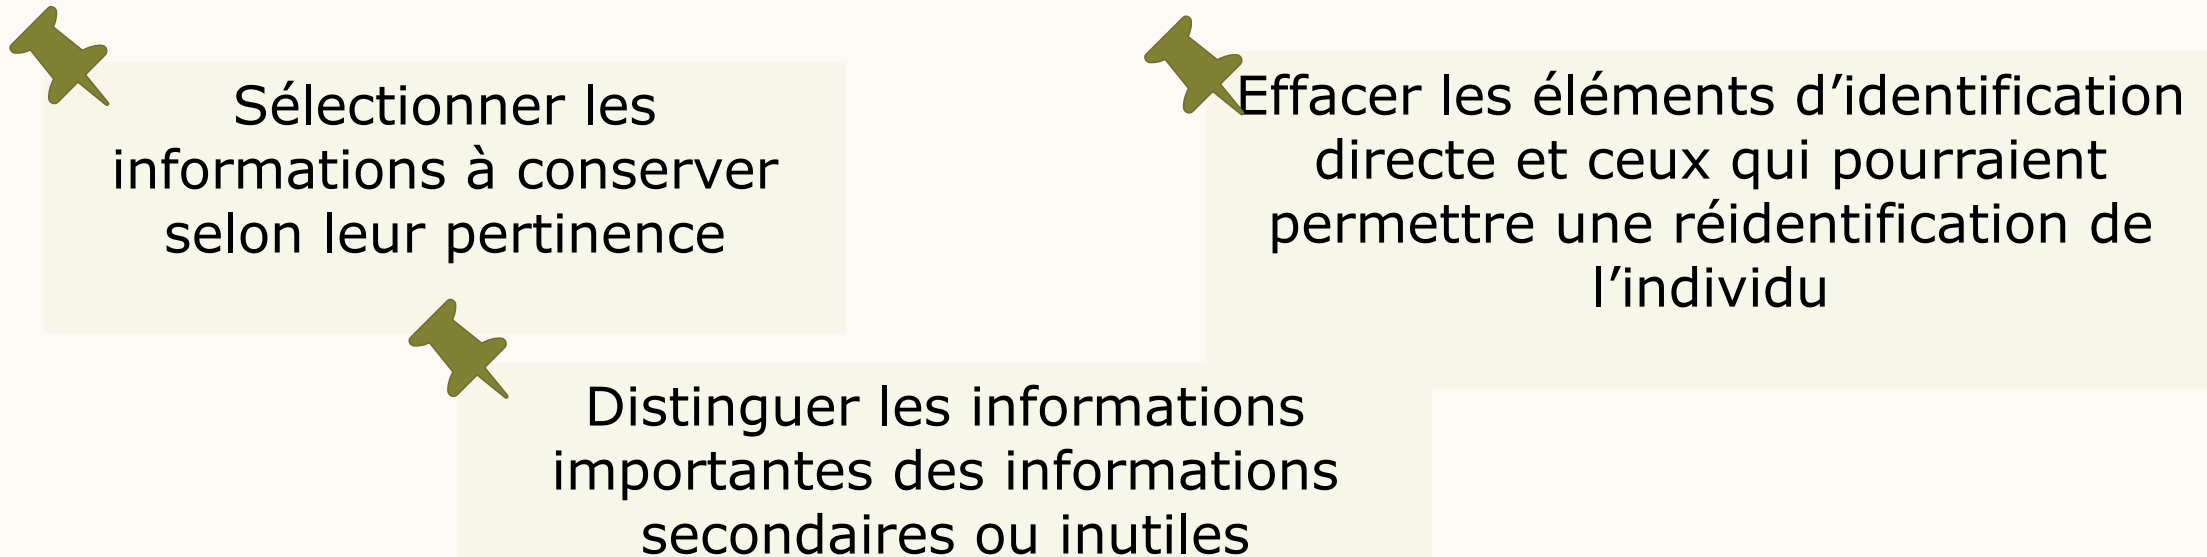 Sélectionner les
informations à conserver
selon leur pertinence
Effacer les éléments d’identification
directe et ceux qui pourraient
permettre une réidentification de
l’individu
Distinguer les informations
importantes des informations
secondaires ou inutiles